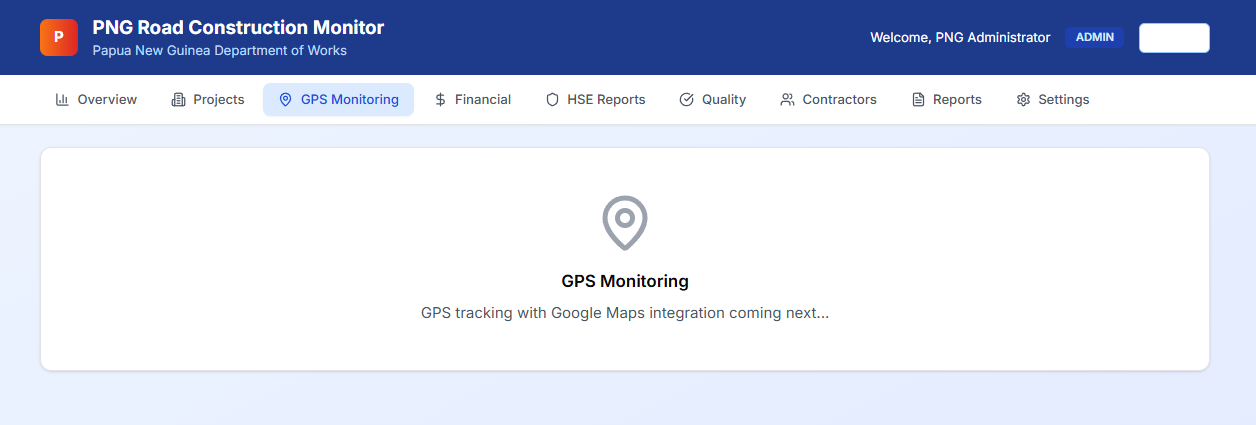 P
PNG Road Construction Monitor
Papua New Guinea Department of Works
Welcome, PNG Administrator
ADMIN
Overview
Projects
GPS Monitoring
Financial
HSE Reports
Quality
Contractors
Reports
Settings
GPS Monitoring
GPS tracking with Google Maps integration coming next...